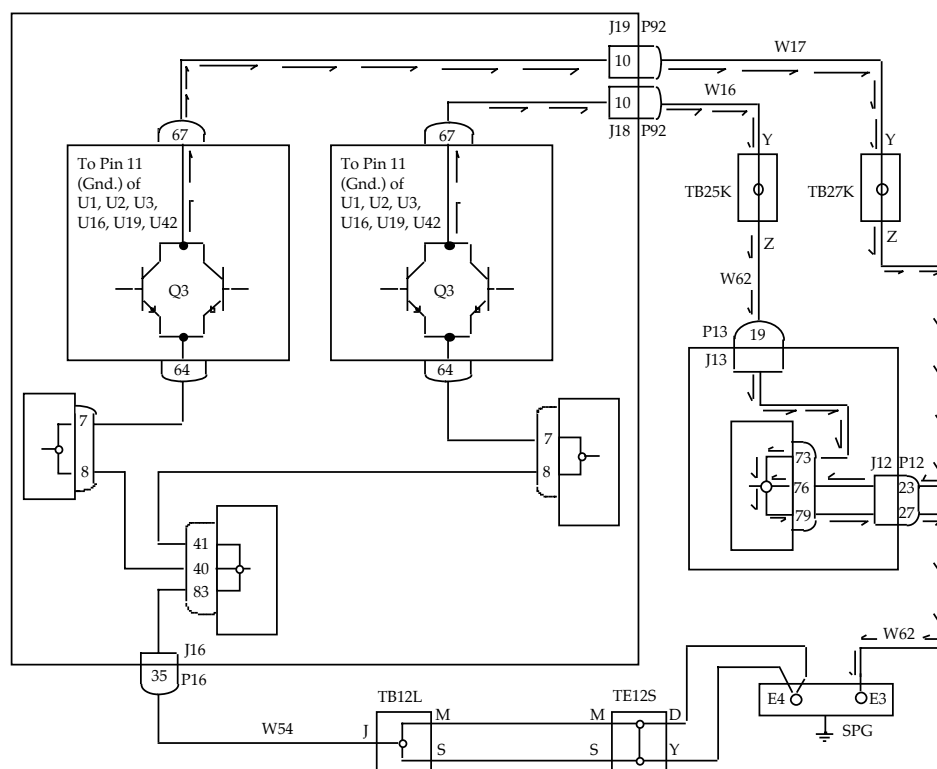 J19 P92
10
W17
W16
10
J18 P92
67
67
Y
Y
To Pin 11
(Gnd.) of
U1, U2, U3,
U16, U19, U42
To Pin 11
(Gnd.) of
U1, U2, U3,
U16, U19, U42
TB25K
TB27K
Z
Z
Q3
Q3
W62
P13
19
J13
64
64
7
8
7
8
73
76
79
J12 P12
23
27
41
40
83
J16
35
P16
W62
TB12L
TE12S
E4
E3
SPG
M
M
D
W54
J
S
S
Y